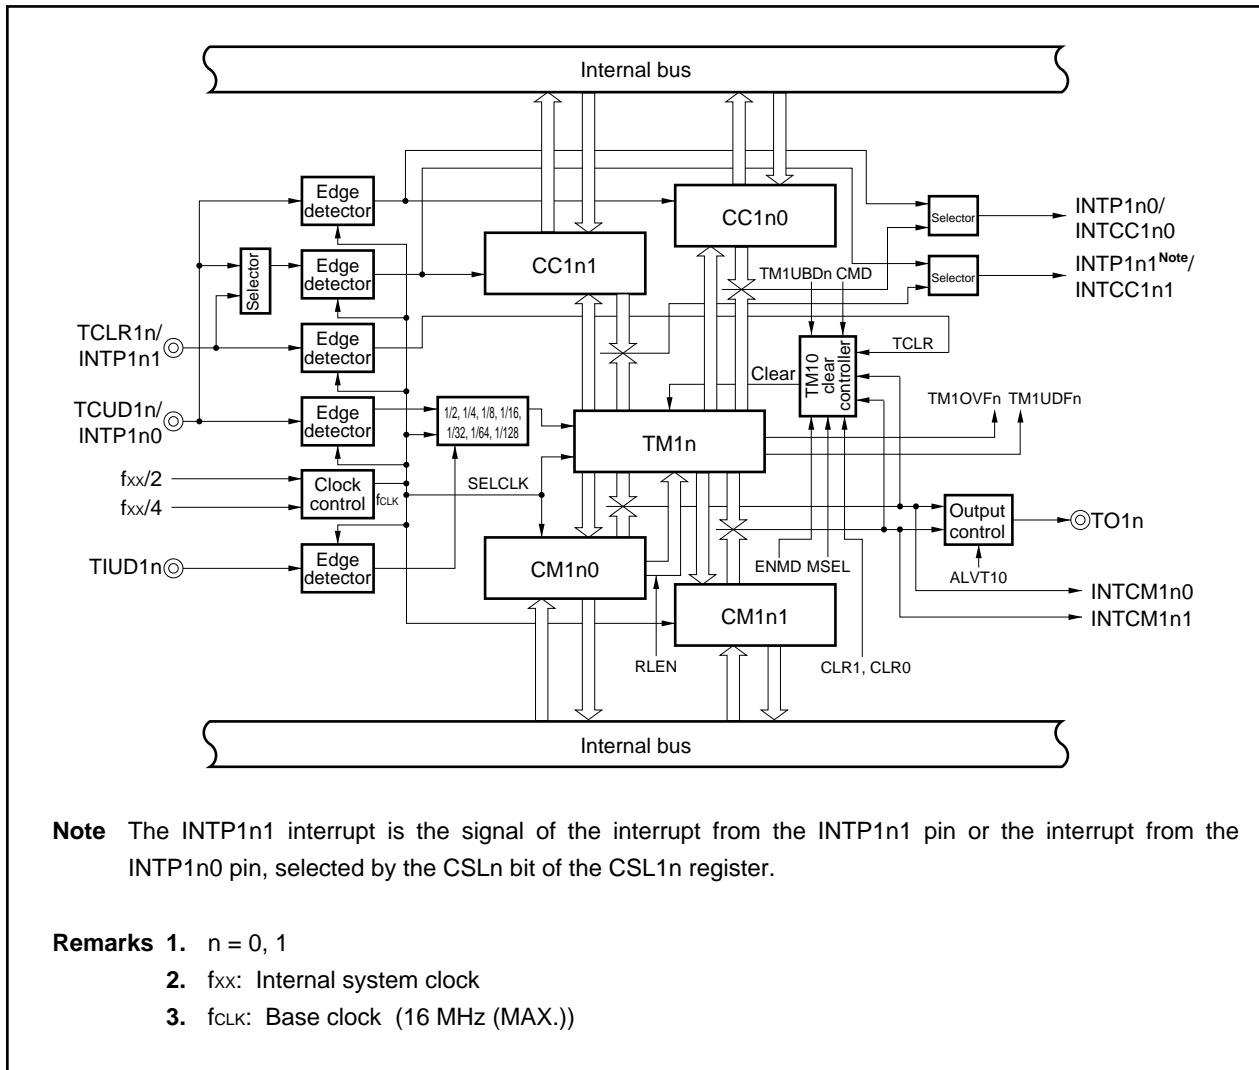 Internal bus
Edge
detector
CC1n0
Selector
INTP1n0/
INTCC1n0
CC1n1
Selector
Edge
detector
TM1UBDn CMD
Selector
INTP1n1Note/
INTCC1n1
TCLR1n/
INTP1n1
Edge
detector
TCLR
TM10
clear
controller
Clear
TCUD1n/
INTP1n0
Edge
detector
1/2, 1/4, 1/8, 1/16,
1/32, 1/64, 1/128
TM1n
TM1OVFn TM1UDFn
fXX/2
fXX/4
Clock
control
fCLK
SELCLK
Output
control
TO1n
TIUD1n
Edge
detector
CM1n0
ENMD MSEL
ALVT10
INTCM1n0
CM1n1
INTCM1n1
RLEN
CLR1, CLR0
Internal bus
Note The INTP1n1 interrupt is the signal of the interrupt from the INTP1n1 pin or the interrupt from the
INTP1n0 pin, selected by the CSLn bit of the CSL1n register.
Remarks 1. n = 0, 1
2. fXX: Internal system clock
3. fCLK: Base clock (16 MHz (MAX.))